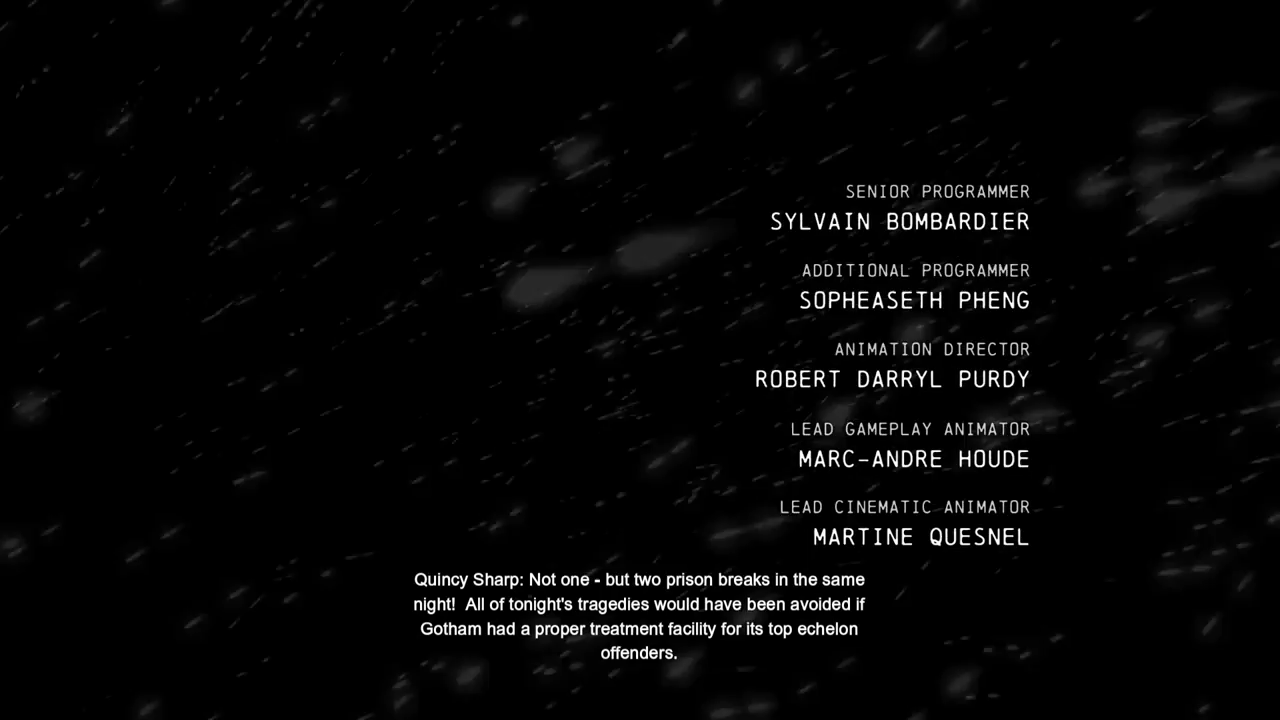 SENIOR PROGRAMMER
SYLVAIN BOMBARDIER
ADDITIONAL PROGRAMMER
SOPHEASETH PHENG
ANIMATION DIRECTOR
ROBERT DARRYL PURDY
LEAD GAMEPLAY ANIMATOR
MARC-ANDRE HOUDE
LEAD CINEMATIC ANIMATOR
MARTINE QUESNEL
Quincy Sharp: Not one - but two prison breaks in the same
night!  All of tonight's tragedies would have been avoided if
Gotham had a proper treatment facility for its top echelon
offenders.